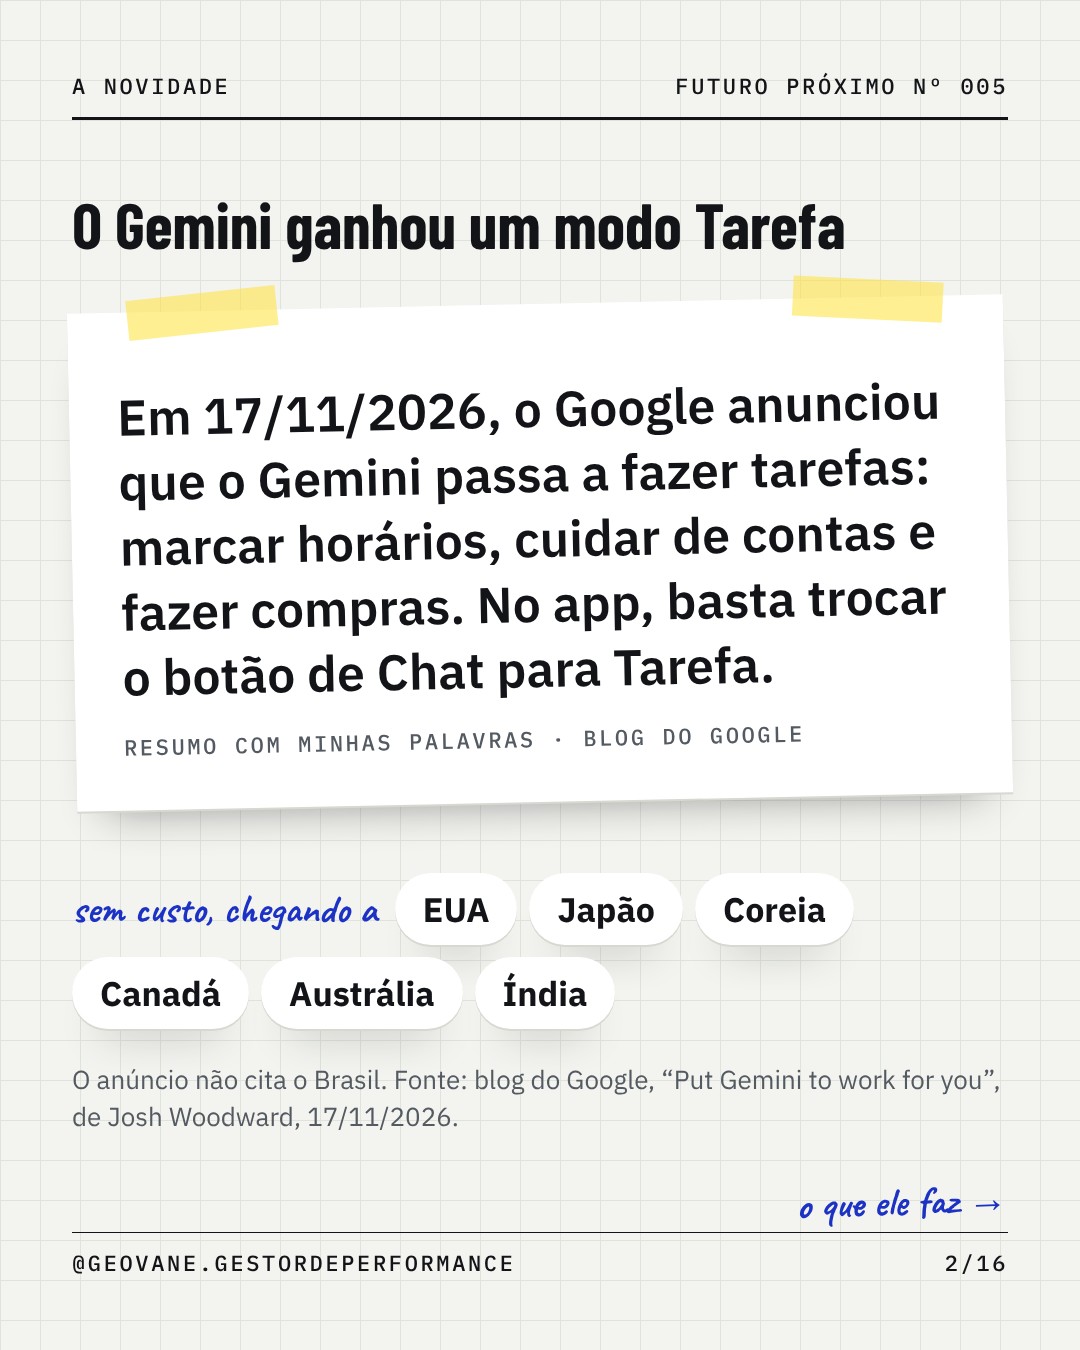 A NOVIDADE
FUTURO PRÓXIMO Nº 005
O Gemini ganhou um modo Tarefa
Em 17/11/2026, o Google anunciou
que o Gemini passa a fazer tarefas:
marcar horários, cuidar de contas e
fazer compras. No app, basta trocar
o botão de Chat para Tarefa.
RESUMO COM MINHAS PALAVRAS · BLOG DO GOOGLE
sem custo, chegando a EUA Japão Coreia
Canadá Austrália Índia
O anúncio não cita o Brasil. Fonte: blog do Google, “Put Gemini to work for you”,
de Josh Woodward, 17/11/2026.
o que ele faz →
@GEOVANE.GESTORDEPERFORMANCE
2/16